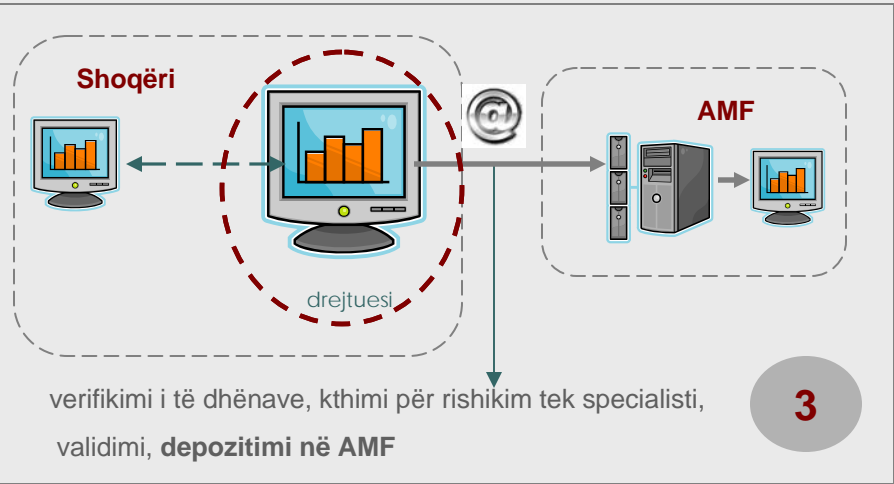 Shoqëri
@
AMF
drejtuesi
verifikimi i të dhënave, kthimi për rishikim tek specialisti,
validimi, depozitimi në AMF
3